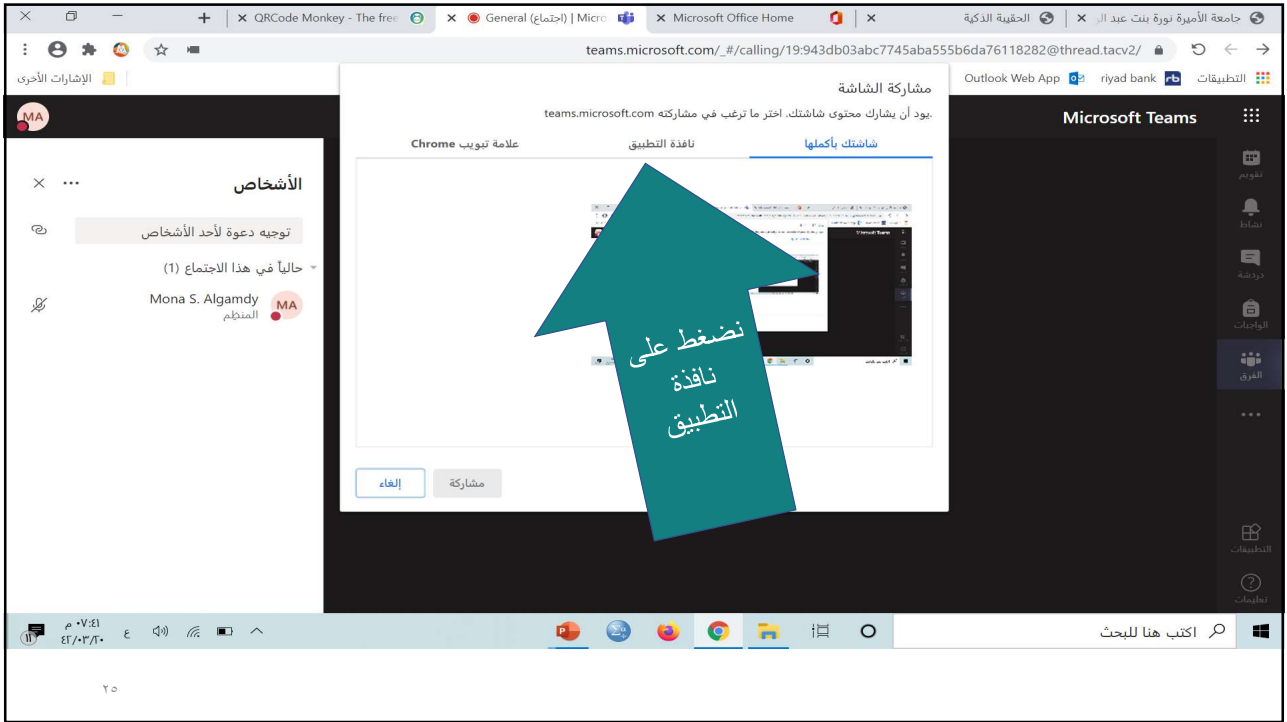 جامعة الأميرة نورة بنت عبد الر
الحقيبة الذكية
Microsoft Office Home
General (اجتماع) | Micro
QRCode Monkey - The free
teams.microsoft.com/_#/calling/19:943db03abc7745aba555b6da76118282@thread.tacv2/
التطبيقات
riyad bank
Outlook Web App
الإشارات الأخرى
Microsoft Teams
MA
تقويم
نشاط
دردشة
الواجبات
الفرق
التطبيقات
تعليمات
مشاركة الشاشة
يود أن يشارك محتوى شاشتك. اختر ما ترغب في مشاركته teams.microsoft.com.
شاشتك بأكملها
نافذة التطبيق
علامة تبويب Chrome
نضغط على
نافذة
التطبيق
مشاركة
إلغاء
الأشخاص
توجيه دعوة لأحد الأشخاص
حالياً في هذا الاجتماع (1)
MA
Mona S. Algamdy
المنظِم
اكتب هنا للبحث
ع
٠٧:٤١ م
٤٢/٠٣/٢٠
١٣
٢٥